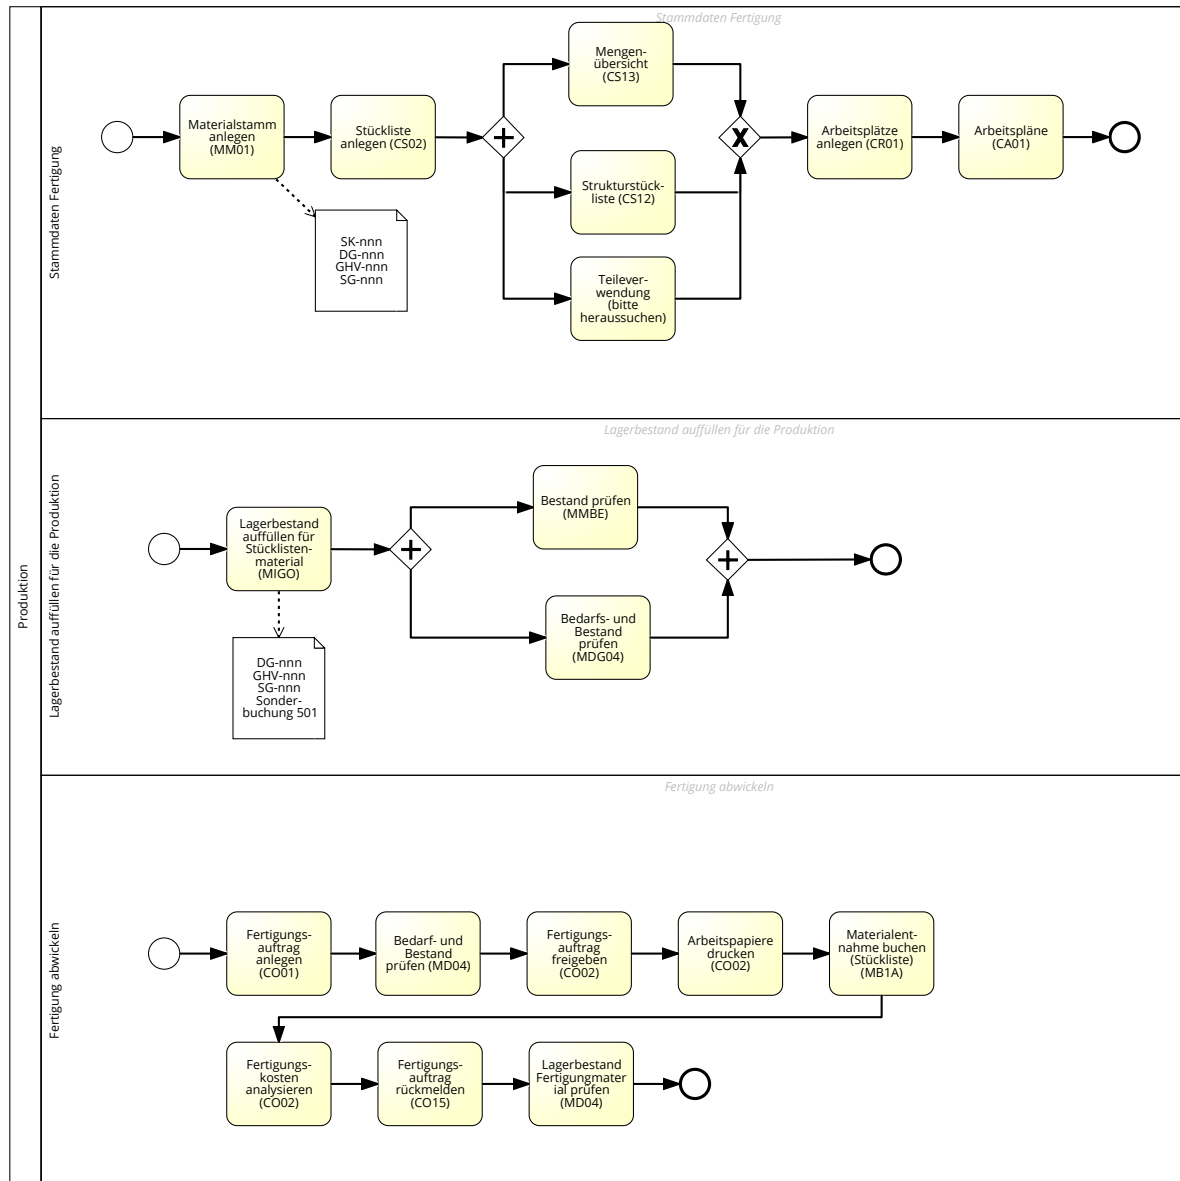 Produktion
Stammdaten Fertigung
Stammdaten Fertigung
Materialstamm
anlegen
(MM01)
Stückliste
anlegen (CS02)
Mengen-
übersicht
(CS13)
Strukturstück-
liste (CS12)
Teilever-
wendung
(bitte
heraussuchen)
X
Arbeitsplätze
anlegen (CR01)
Arbeitspläne
(CA01)
SK-nnn
DG-nnn
GHV-nnn
SG-nnn
Lagerbestand auffüllen für die Produktion
Lagerbestand auffüllen für die Produktion
Lagerbestand
auffüllen für
Stücklisten-
material
(MIGO)
Bestand prüfen
(MMBE)
Bedarfs- und
Bestand
prüfen
(MDG04)
DG-nnn
GHV-nnn
SG-nnn
Sonder-
buchung 501
Fertigung abwickeln
Fertigung abwickeln
Fertigungs-
auftrag
anlegen
(CO01)
Bedarf- und
Bestand
prüfen (MD04)
Fertigungs-
auftrag
freigeben
(CO02)
Arbeitspapiere
drucken
(CO02)
Materialent-
nahme buchen
(Stückliste)
(MB1A)
Fertigungs-
kosten
analysieren
(CO02)
Fertigungs-
auftrag
rückmelden
(CO15)
Lagerbestand
Fertigungmater
ial prüfen
(MD04)